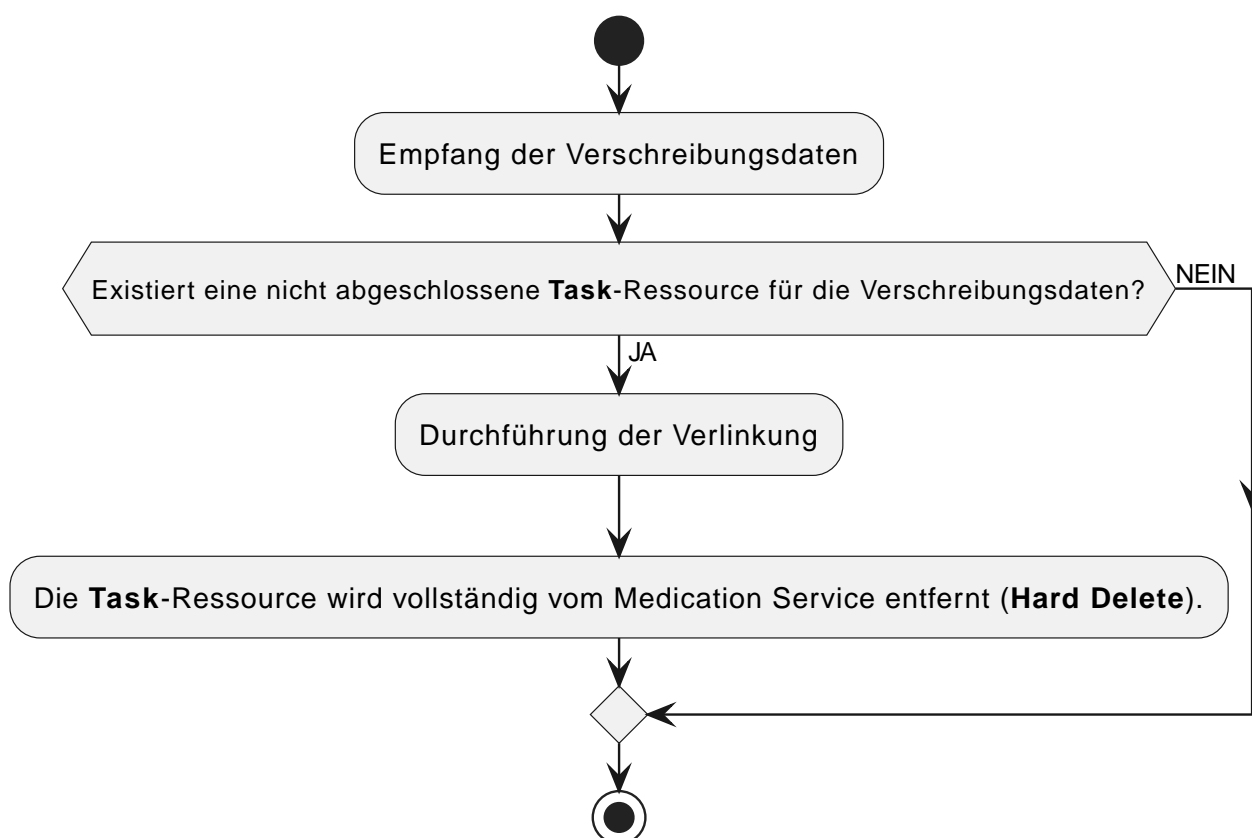 Empfang der Verschreibungsdaten
Existiert eine nicht abgeschlossene Task-Ressource für die Verschreibungsdaten?
NEIN
JA
Durchführung der Verlinkung
Die Task-Ressource wird vollständig vom Medication Service entfernt (Hard Delete).